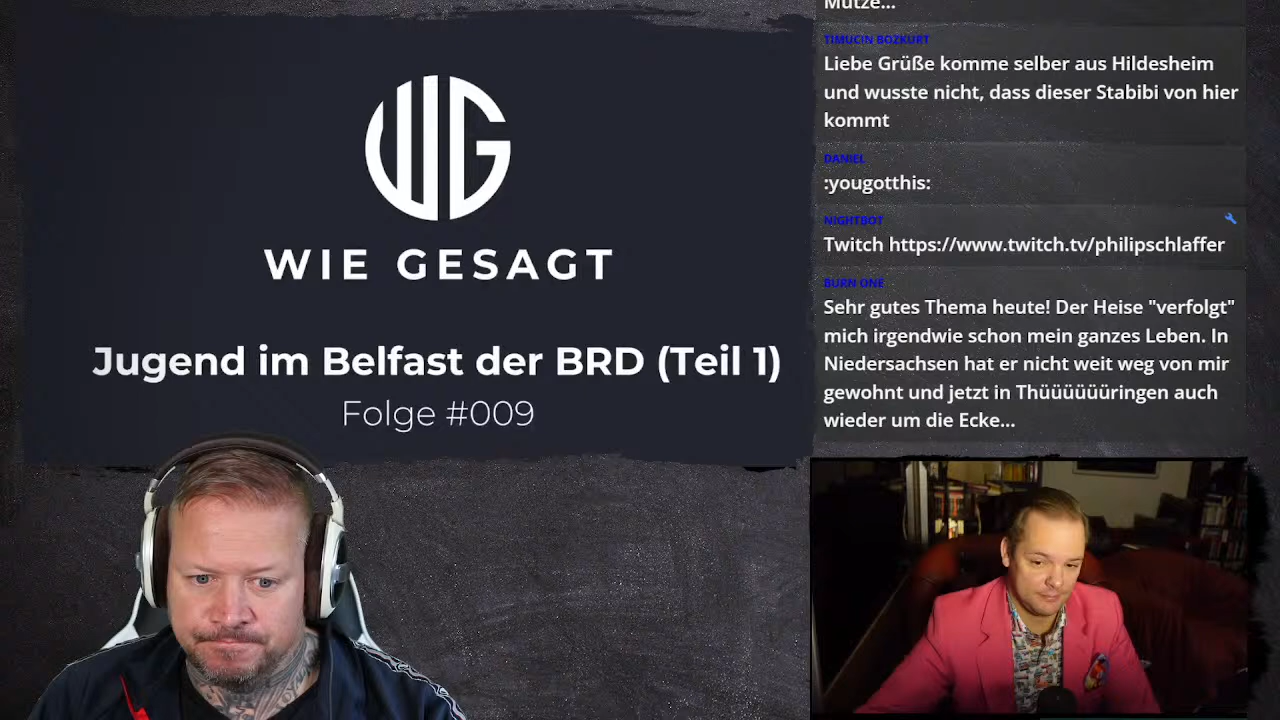 WG
WIE GESAGT
Jugend im Belfast der BRD (Teil 1)
Folge #009
Mütze...
TIMUCIN BOZKURT
Liebe Grüße komme selber aus Hildesheim
und wusste nicht, dass dieser Stabibi von hier
kommt
DANIEL
:yougotthis:
NIGHTBOT
Twitch https://www.twitch.tv/philipschlaffer
BURN ONE
Sehr gutes Thema heute! Der Heise "verfolgt"
mich irgendwie schon mein ganzes Leben. In
Niedersachsen hat er nicht weit weg von mir
gewohnt und jetzt in Thüüüüüüringen auch
wieder um die Ecke...